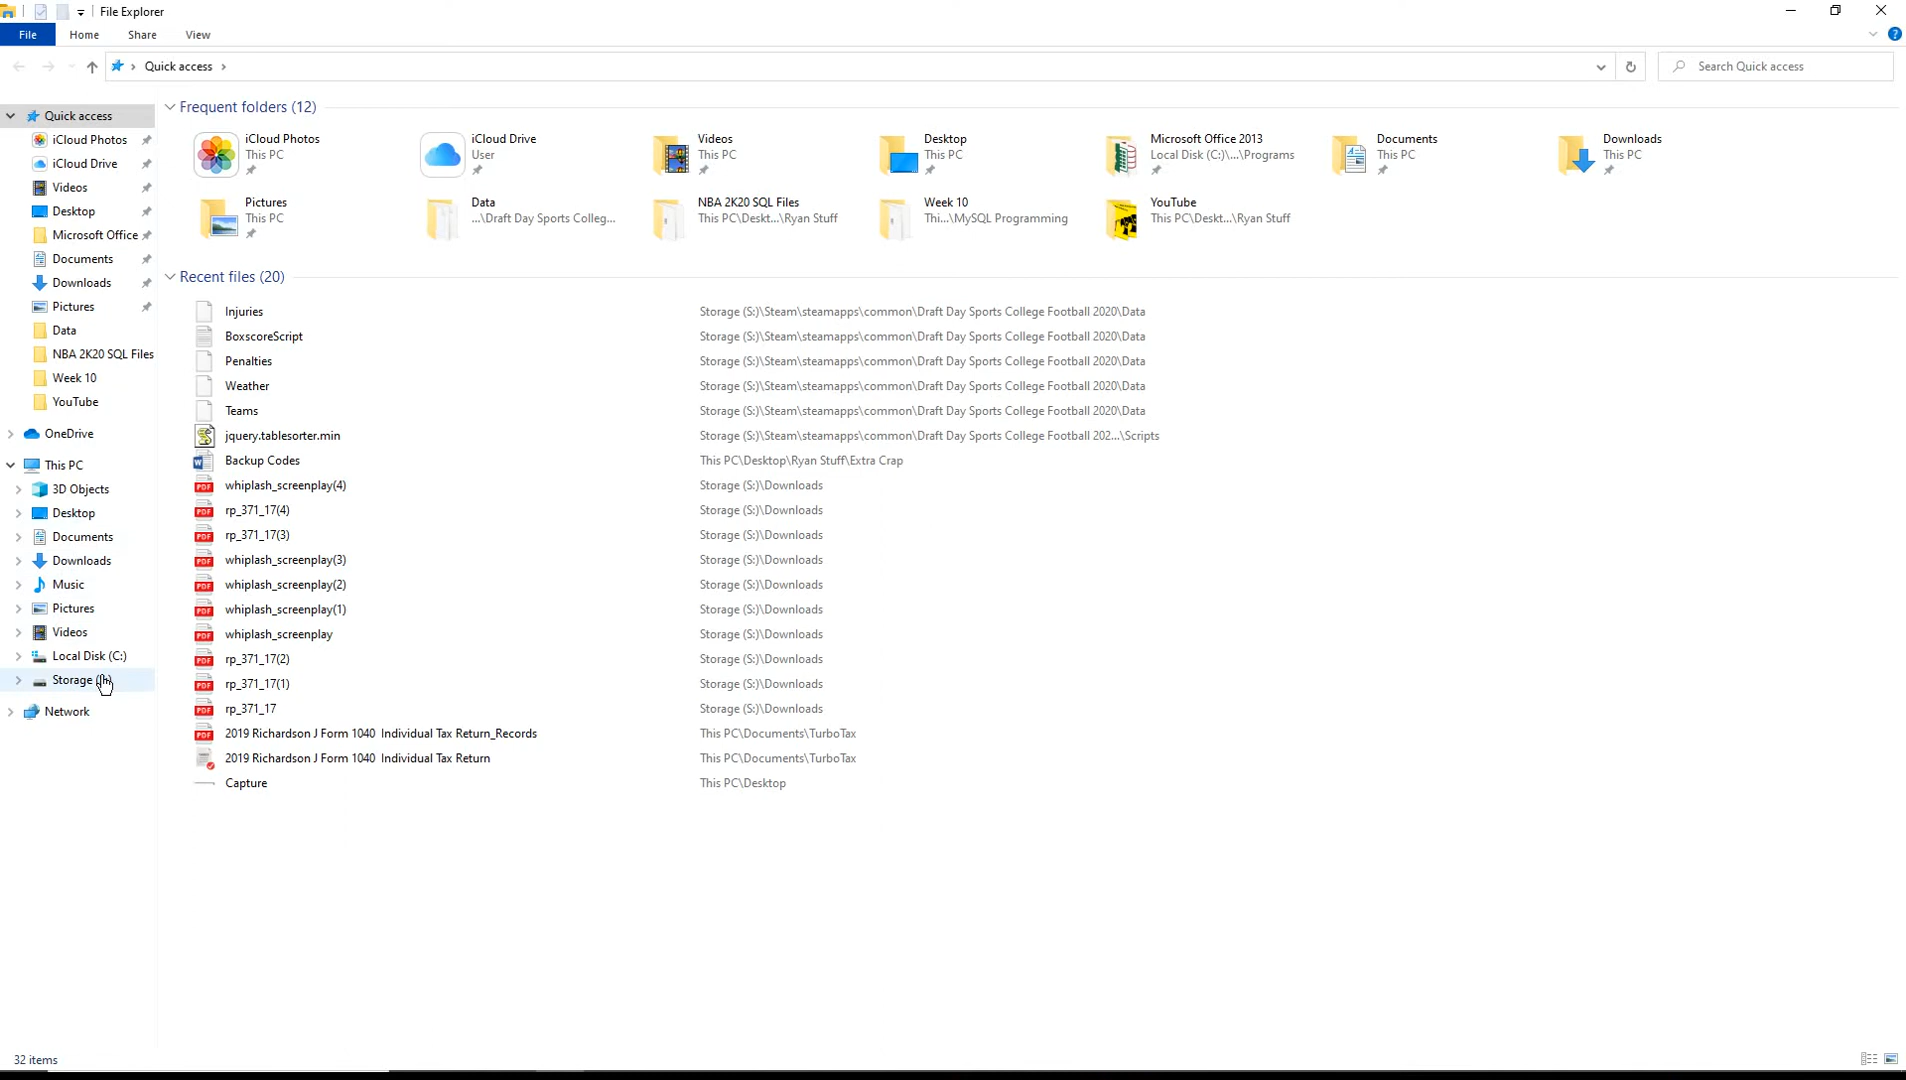 File Explorer
File Home Share View
Quick access
Search Quick access
Quick access
iCloud Photos
iCloud Drive
Videos
Desktop
Microsoft Office
Documents
Downloads
Pictures
Data
NBA 2K20 SQL Files
Week 10
YouTube
OneDrive
This PC
3D Objects
Desktop
Documents
Downloads
Music
Pictures
Videos
Local Disk (C:)
Storage
Network
Frequent folders (12)
iCloud Photos
This PC
iCloud Drive
User
Videos
This PC
Desktop
This PC
Microsoft Office 2013
Local Disk (C:)\...\Programs
Documents
This PC
Downloads
This PC
Pictures
This PC
Data
...\Draft Day Sports Colleg...
NBA 2K20 SQL Files
This PC\Deskt...\Ryan Stuff
Week 10
Thi...\MySQL Programming
YouTube
This PC\Deskt...\Ryan Stuff
Recent files (20)
Injuries Storage (S:)\Steam\steamapps\common\Draft Day Sports College Football 2020\Data
BoxscoreScript Storage (S:)\Steam\steamapps\common\Draft Day Sports College Football 2020\Data
Penalties Storage (S:)\Steam\steamapps\common\Draft Day Sports College Football 2020\Data
Weather Storage (S:)\Steam\steamapps\common\Draft Day Sports College Football 2020\Data
Teams Storage (S:)\Steam\steamapps\common\Draft Day Sports College Football 2020\Data
jquery.tablesorter.min Storage (S:)\Steam\steamapps\common\Draft Day Sports College Football 202...\Scripts
Backup Codes This PC\Desktop\Ryan Stuff\Extra Crap
whiplash_screenplay(4) Storage (S:)\Downloads
rp_371_17(4) Storage (S:)\Downloads
rp_371_17(3) Storage (S:)\Downloads
whiplash_screenplay(3) Storage (S:)\Downloads
whiplash_screenplay(2) Storage (S:)\Downloads
whiplash_screenplay(1) Storage (S:)\Downloads
whiplash_screenplay Storage (S:)\Downloads
rp_371_17(2) Storage (S:)\Downloads
rp_371_17(1) Storage (S:)\Downloads
rp_371_17 Storage (S:)\Downloads
2019 Richardson J Form 1040 Individual Tax Return_Records This PC\Documents\TurboTax
2019 Richardson J Form 1040 Individual Tax Return This PC\Documents\TurboTax
Capture This PC\Desktop
32 items